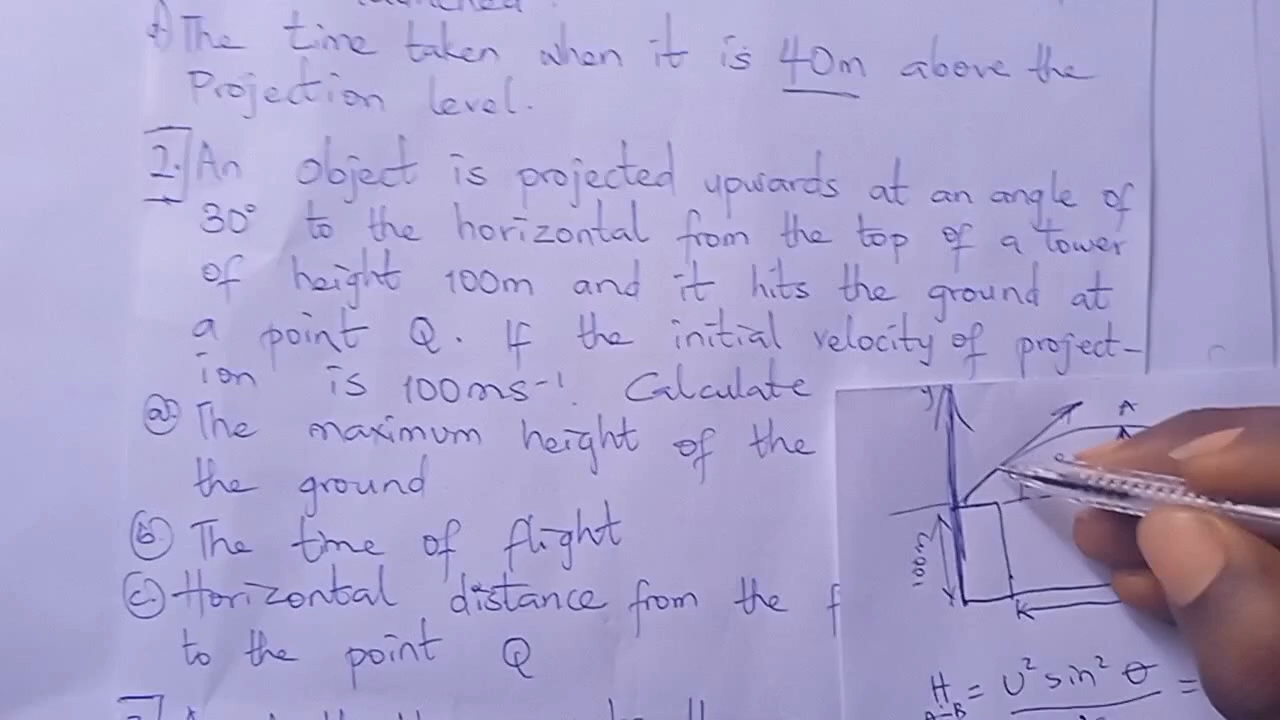 The time taken when it is 40m above the
Projection level.
2. An object is projected upwards at an angle of
30° to the horizontal from the top of a tower
of height 100m and it hits the ground at
a point Q. If the initial velocity of project-
ion is 100ms⁻¹. Calculate
a. The maximum height of the
the ground
b. The time of flight
c. Horizontal distance from the f
to the point Q
y
A
100m
K
H = U² sin² θ =
A-B